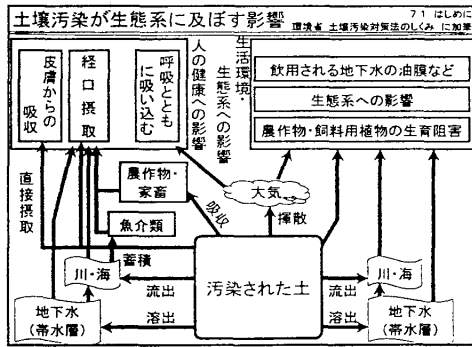 土壌汚染が生態系に及ぼす影響
7 1 はじめに
環境省 土壌汚染対策法のしくみ に加筆
皮膚からの
吸収
経口摂取
呼吸ととも
に吸い込む
人の健康への影響
生態系への影響
生活環境・
飲用される地下水の油膜など
生態系への影響
農作物・飼料用植物の生育阻害
直接摂取
農作物・
家畜
魚介類
吸収
大気
揮散
蓄積
川・海
流出
汚染された土
流出
川・海
地下水
(帯水層)
溶出
溶出
地下水
(帯水層)